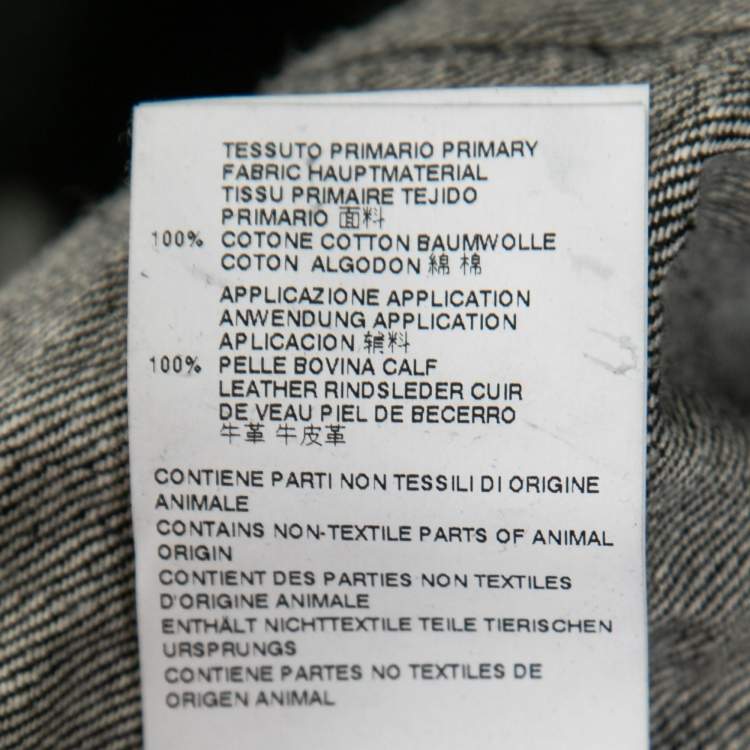 TESSUTO PRIMARIO PRIMARY
FABRIC HAUPTMATERIAL
TISSU PRIMAIRE TEJIDO
PRIMARIO 面料
100% COTONE COTTON BAUMWOLLE
COTON ALGODON 綿 棉
APPLICAZIONE APPLICATION
ANWENDUNG APPLICATION
APLICACION 辅料
100% PELLE BOVINA CALF
LEATHER RINDSLEDER CUIR
DE VEAU PIEL DE BECERRO
牛革 牛皮革
CONTIENE PARTI NON TESSILI DI ORIGINE
ANIMALE
CONTAINS NON-TEXTILE PARTS OF ANIMAL
ORIGIN
CONTIENT DES PARTIES NON TEXTILES
D'ORIGINE ANIMALE
ENTHÄLT NICHTTEXTILE TEILE TIERISCHEN
URSPRUNGS
CONTIENE PARTES NO TEXTILES DE
ORIGEN ANIMAL